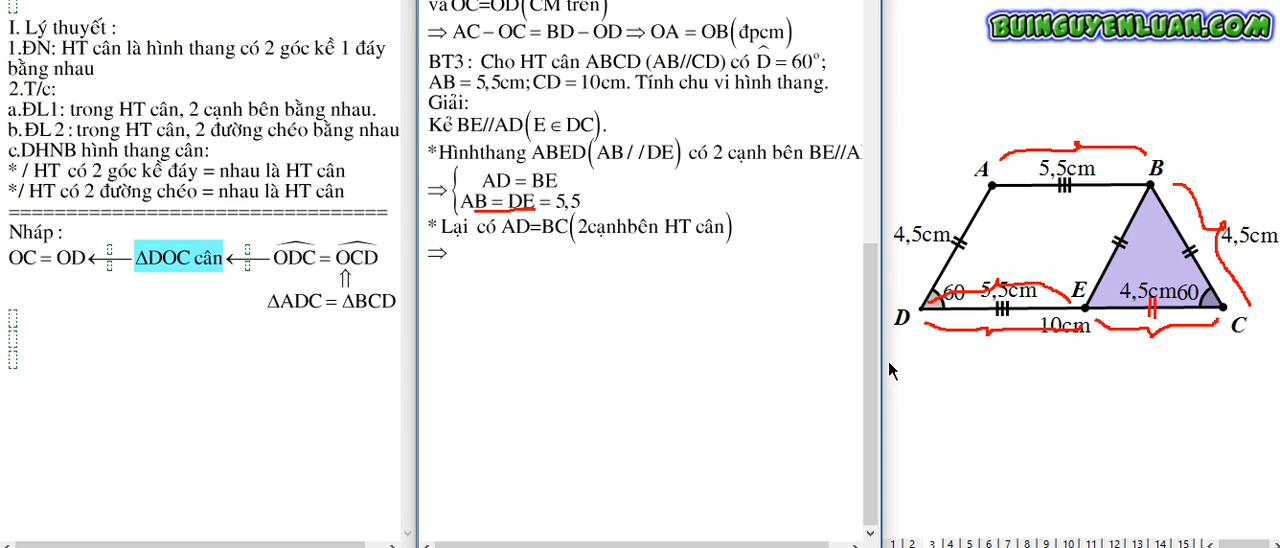 I. Lý thuyết :
1.ĐN: HT cân là hình thang có 2 góc kề 1 đáy
bằng nhau
2.T/c:
a.ĐL1: trong HT cân, 2 cạnh bên bằng nhau.
b.ĐL2 : trong HT cân, 2 đường chéo bằng nhau
c.DHNB hình thang cân:
* / HT có 2 góc kề đáy = nhau là HT cân
*/ HT có 2 đường chéo = nhau là HT cân
=================================
Nháp :
OC = OD ← ΔDOC cân ← ODC = OCD
⇑
ΔADC = ΔBCD
và OC=OD(CM trên)
⇒ AC − OC = BD − OD ⇒ OA = OB(đpcm)
BT3 : Cho HT cân ABCD (AB//CD) có D̂ = 60°;
AB = 5,5cm; CD = 10cm. Tính chu vi hình thang.
Giải:
Kẻ BE//AD(E ∈ DC).
*Hìnhthang ABED(AB//DE) có 2 cạnh bên BE//A
⇒ { AD = BE
AB = DE = 5,5
* Lại có AD=BC(2cạnhbên HT cân)
⇒
BUINGUYENLUAN.COM
A 5,5cm B
4,5cm 4,5cm
60 5,5cm E 4,5cm 60
D 10cm C
1 | 2 3 | 4 | 5 | 6 | 7 | 8 | 9 | 10 | 11 | 12 | 13 | 14 | 15 |